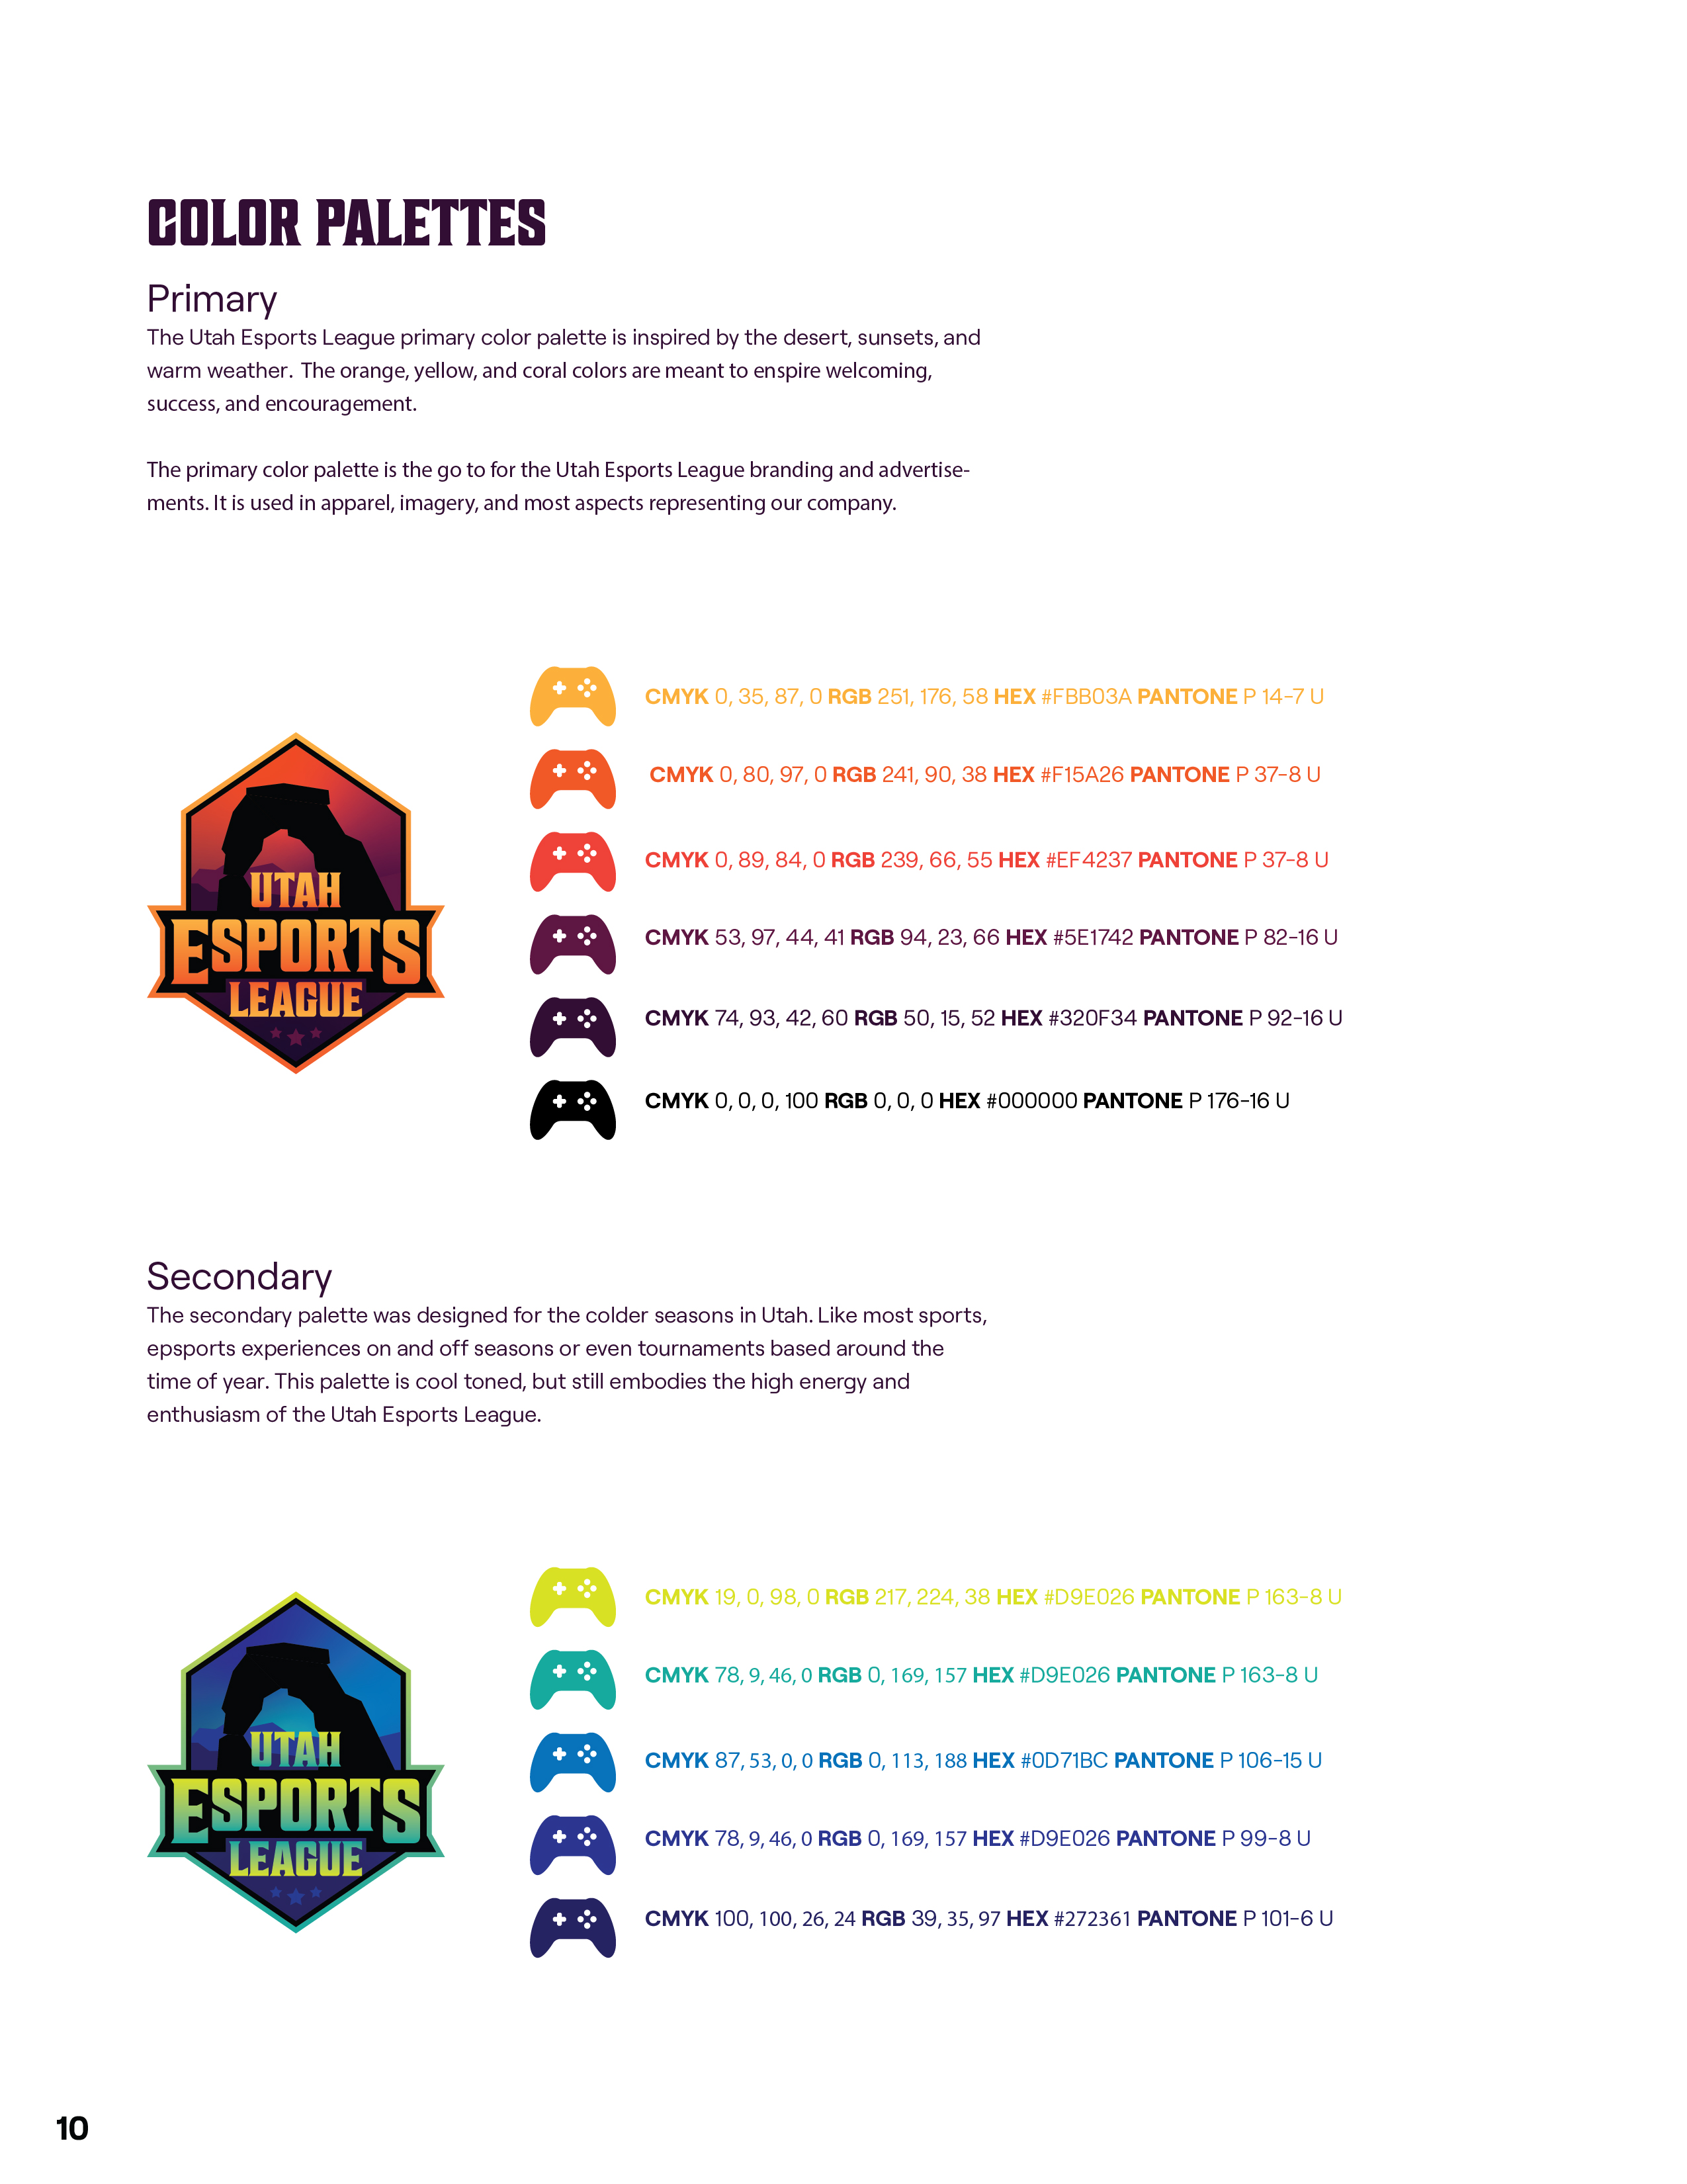 COLOR PALETTES
Primary
The Utah Esports League primary color palette is inspired by the desert, sunsets, and
warm weather. The orange, yellow, and coral colors are meant to enspire welcoming,
success, and encouragement.
The primary color palette is the go to for the Utah Esports League branding and advertise-
ments. It is used in apparel, imagery, and most aspects representing our company.
UTAH
ESPORTS
LEAGUE
CMYK 0, 35, 87, 0 RGB 251, 176, 58 HEX #FBB03A PANTONE P 14-7 U
CMYK 0, 80, 97, 0 RGB 241, 90, 38 HEX #F15A26 PANTONE P 37-8 U
CMYK 0, 89, 84, 0 RGB 239, 66, 55 HEX #EF4237 PANTONE P 37-8 U
CMYK 53, 97, 44, 41 RGB 94, 23, 66 HEX #5E1742 PANTONE P 82-16 U
CMYK 74, 93, 42, 60 RGB 50, 15, 52 HEX #320F34 PANTONE P 92-16 U
CMYK 0, 0, 0, 100 RGB 0, 0, 0 HEX #000000 PANTONE P 176-16 U
Secondary
The secondary palette was designed for the colder seasons in Utah. Like most sports,
epsports experiences on and off seasons or even tournaments based around the
time of year. This palette is cool toned, but still embodies the high energy and
enthusiasm of the Utah Esports League.
UTAH
ESPORTS
LEAGUE
CMYK 19, 0, 98, 0 RGB 217, 224, 38 HEX #D9E026 PANTONE P 163-8 U
CMYK 78, 9, 46, 0 RGB 0, 169, 157 HEX #D9E026 PANTONE P 163-8 U
CMYK 87, 53, 0, 0 RGB 0, 113, 188 HEX #0D71BC PANTONE P 106-15 U
CMYK 78, 9, 46, 0 RGB 0, 169, 157 HEX #D9E026 PANTONE P 99-8 U
CMYK 100, 100, 26, 24 RGB 39, 35, 97 HEX #272361 PANTONE P 101-6 U
10